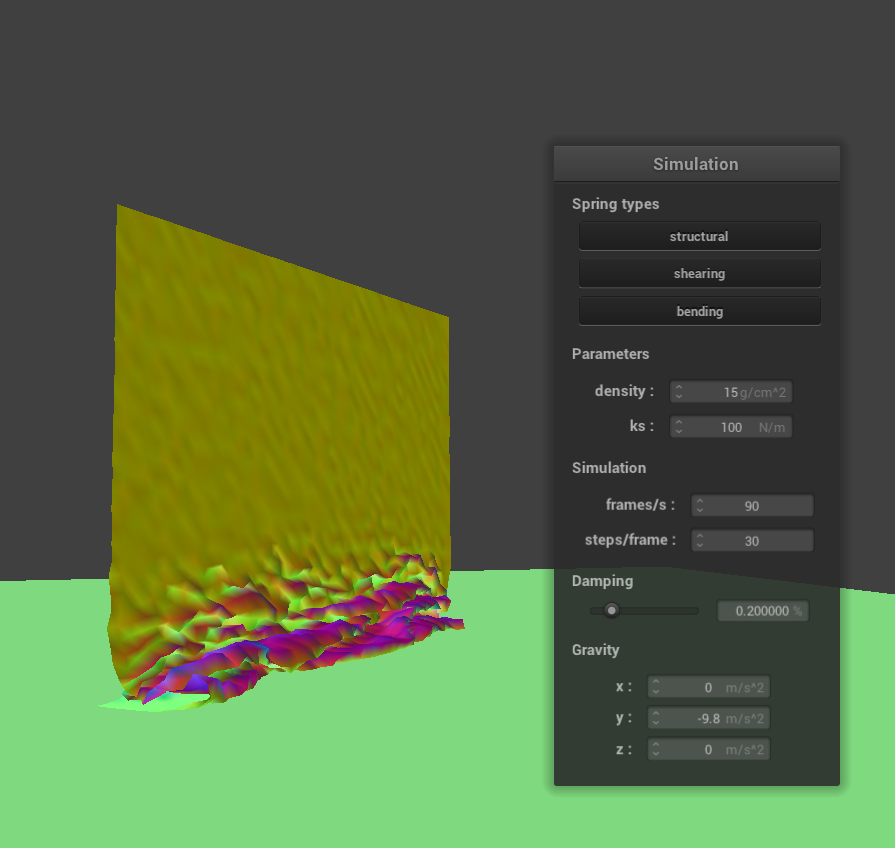 Simulation
Spring types
structural
shearing
bending
Parameters
density : 15 g/cm^2
ks : 100 N/m
Simulation
frames/s : 90
steps/frame : 30
Damping
0.200000 %
Gravity
x : 0 m/s^2
y : -9.8 m/s^2
z : 0 m/s^2